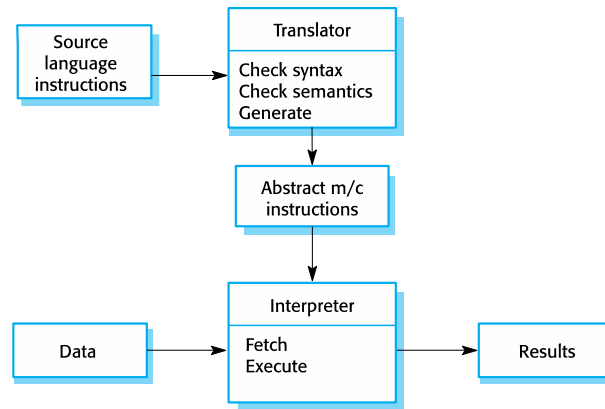 Source
language
instructions
Translator
Check syntax
Check semantics
Generate
Abstract m/c
instructions
Data
Interpreter
Fetch
Execute
Results